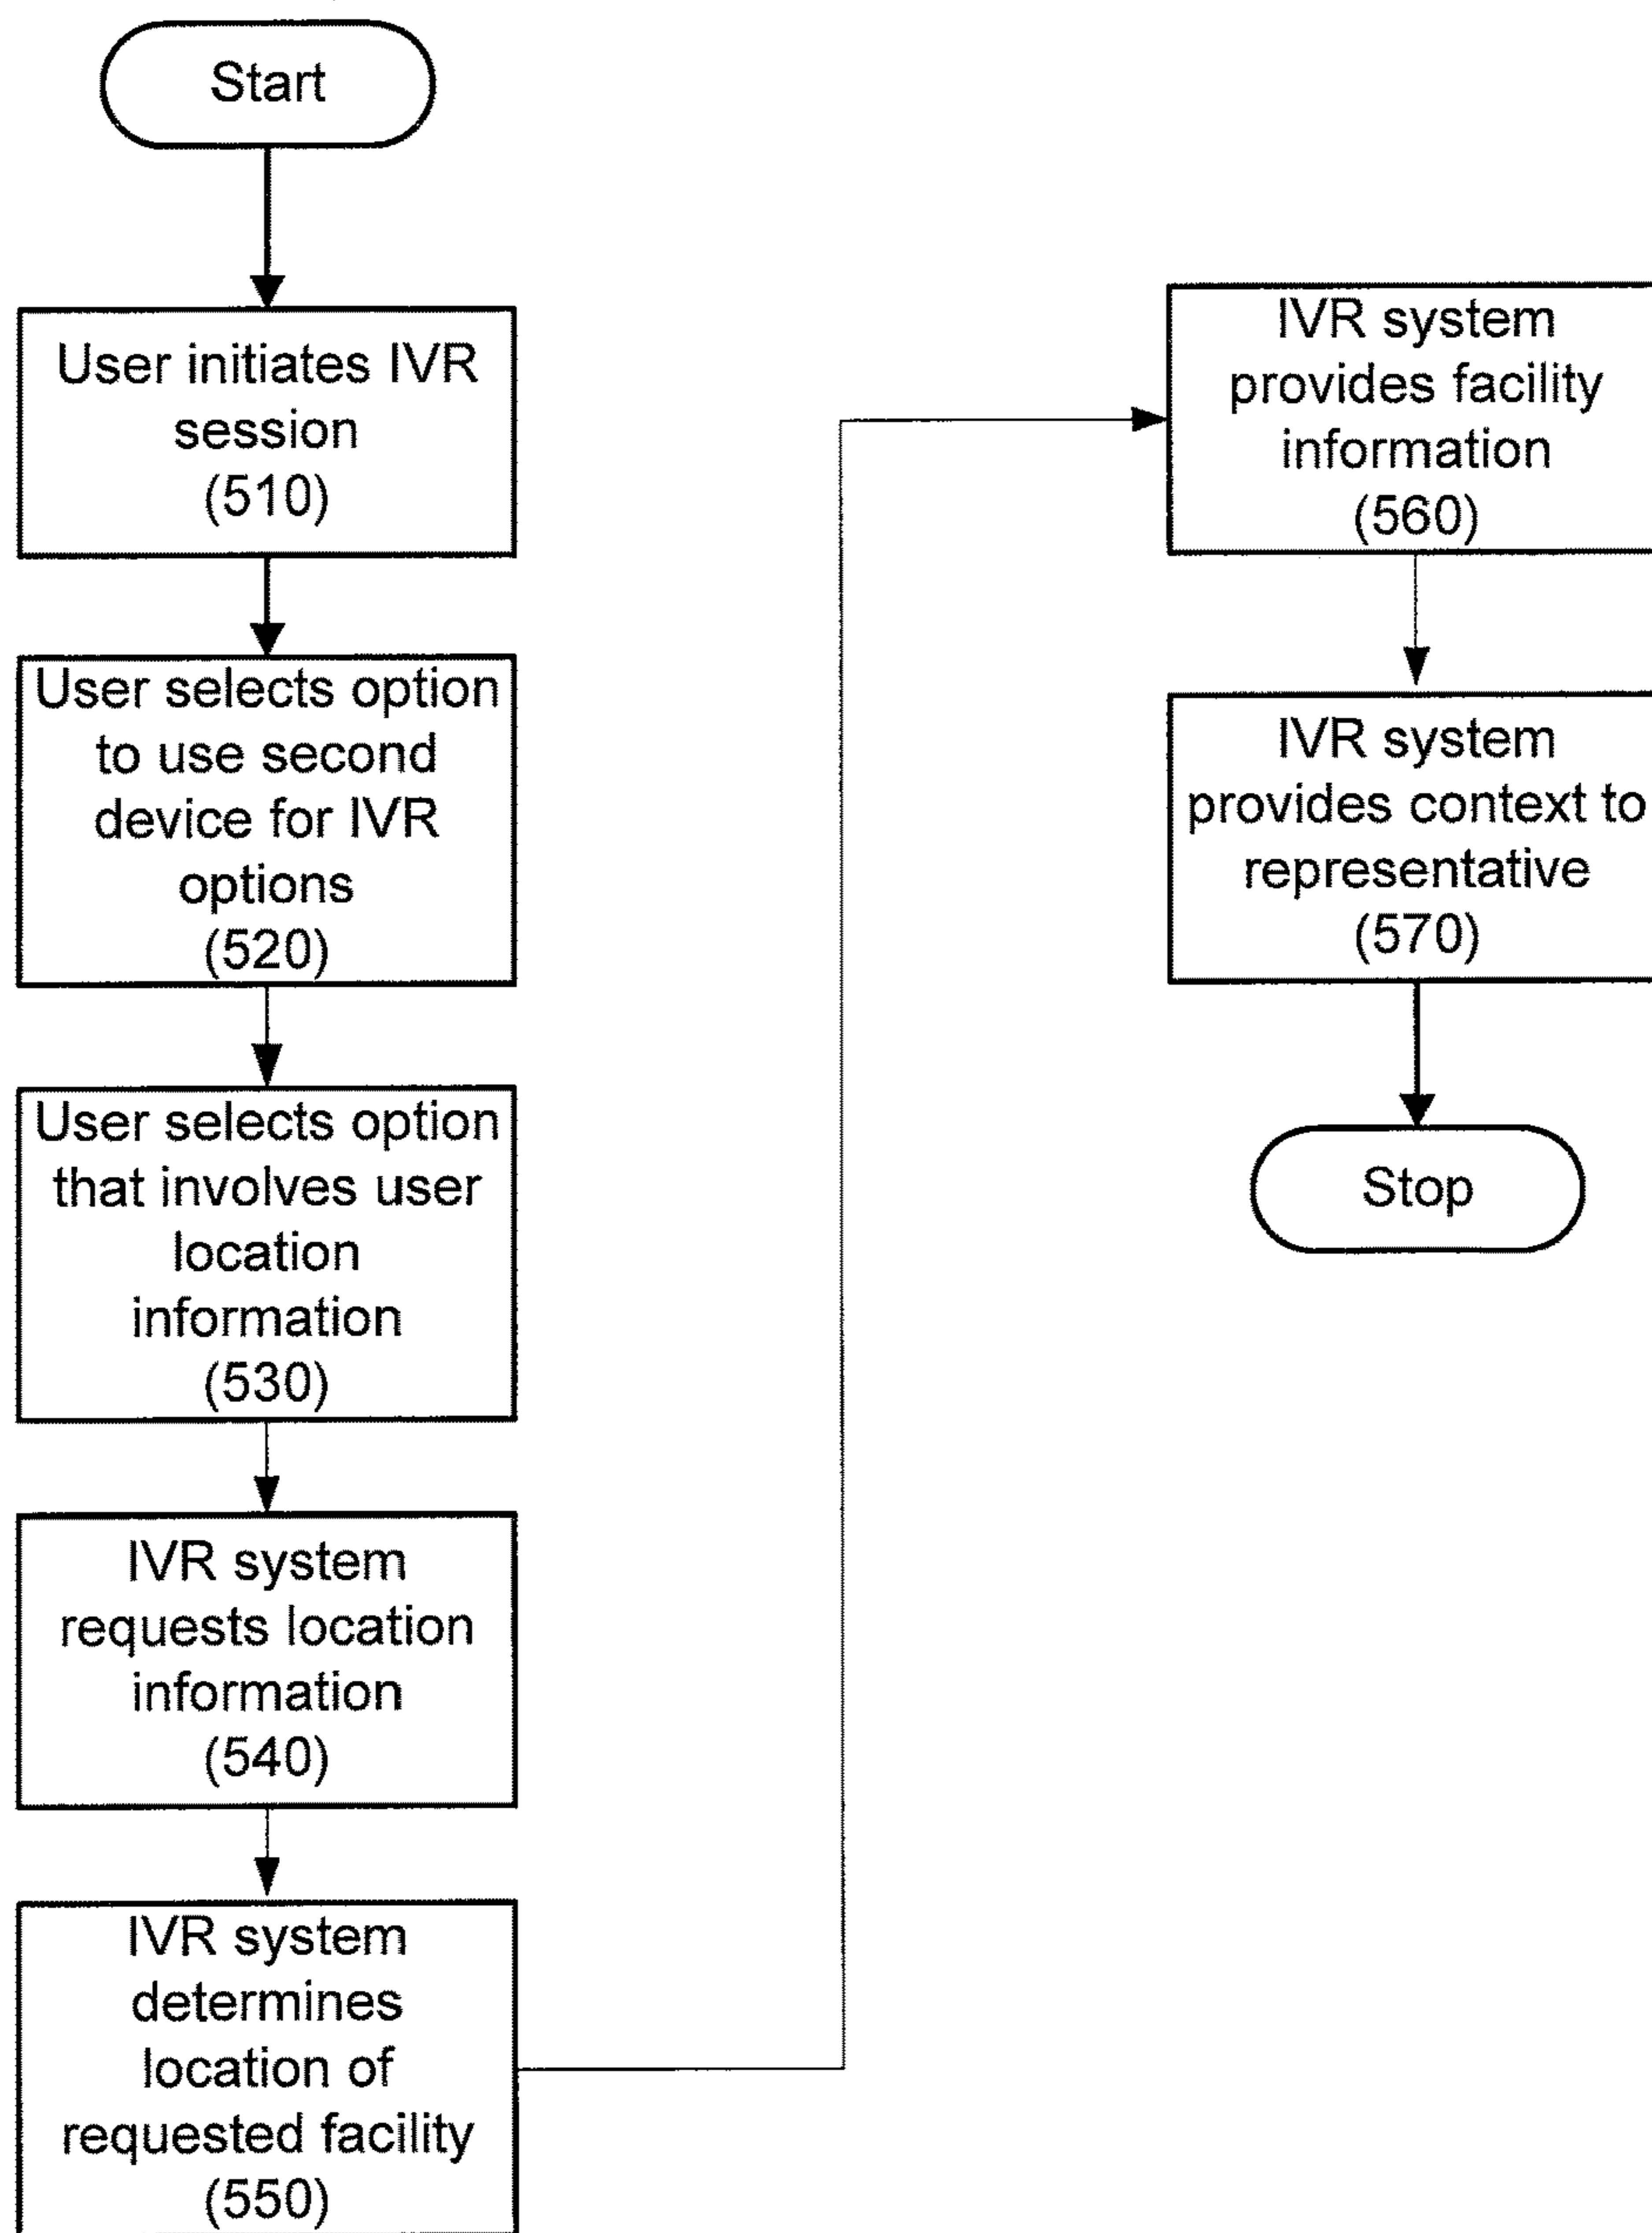 Start
User initiates IVR
session
(510)
User selects option
to use second
device for IVR
options
(520)
User selects option
that involves user
location
information
(530)
IVR system
requests location
information
(540)
IVR system
determines
location of
requested facility
(550)
IVR system
provides facility
information
(560)
IVR system
provides context to
representative
(570)
Stop